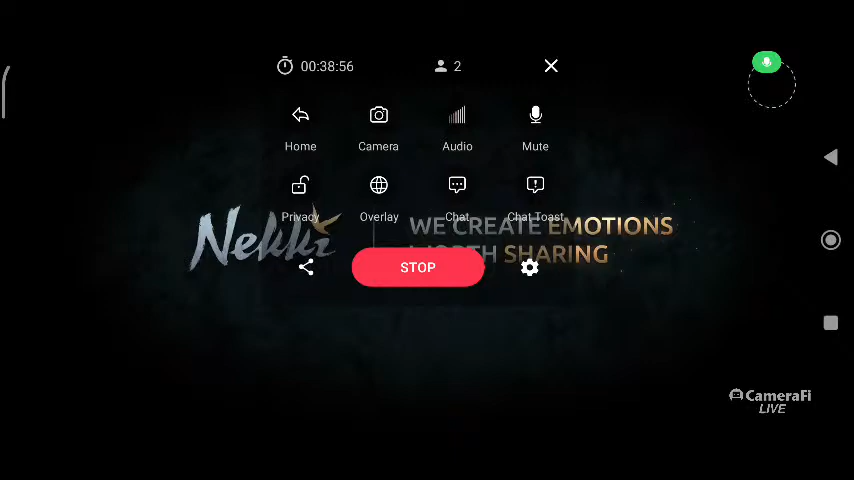 00:38:56 2
Home Camera Audio Mute
Privacy Overlay Chat Chat Toast
Nekki
WE CREATE EMOTIONS
WORTH SHARING
STOP
CameraFi
LIVE